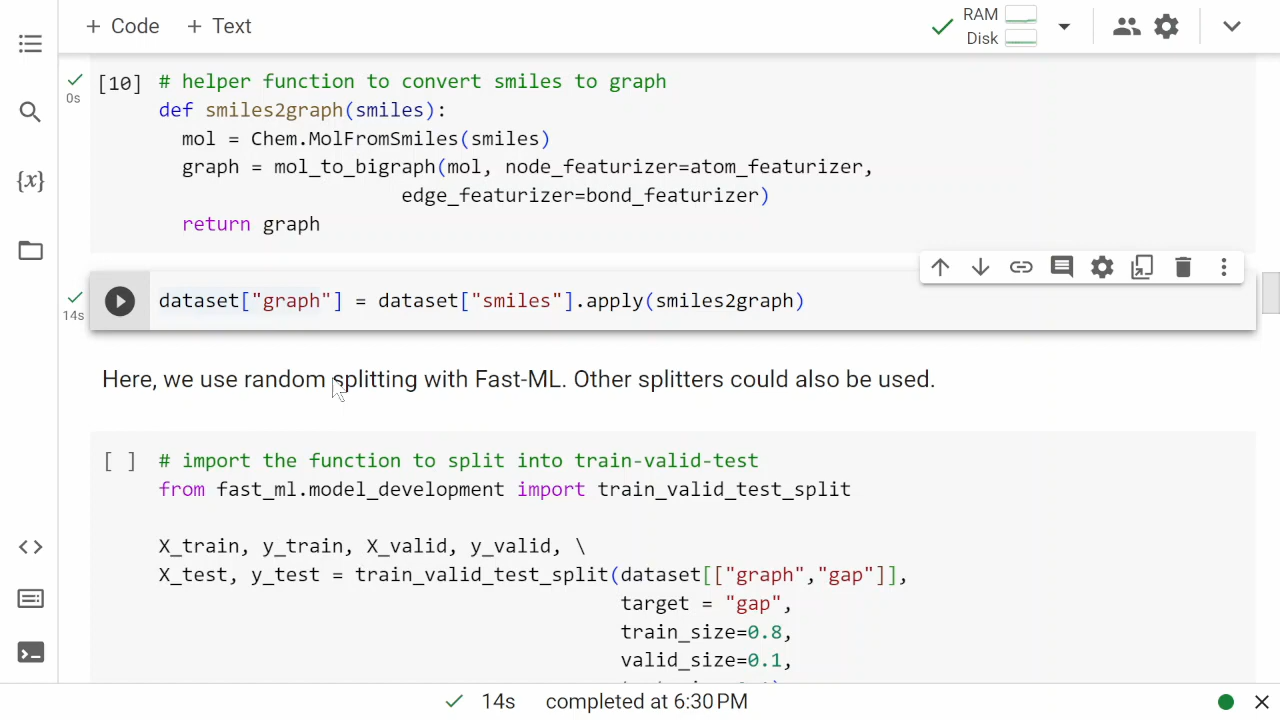 + Code + Text
RAM
Disk
[10] # helper function to convert smiles to graph
0s
def smiles2graph(smiles):
mol = Chem.MolFromSmiles(smiles)
graph = mol_to_bigraph(mol, node_featurizer=atom_featurizer,
edge_featurizer=bond_featurizer)
return graph
{x}
14s
dataset["graph"] = dataset["smiles"].apply(smiles2graph)
Here, we use random splitting with Fast-ML. Other splitters could also be used.
[ ] # import the function to split into train-valid-test
from fast_ml.model_development import train_valid_test_split
X_train, y_train, X_valid, y_valid, \
X_test, y_test = train_valid_test_split(dataset[["graph","gap"]],
target = "gap",
train_size=0.8,
valid_size=0.1,
14s completed at 6:30 PM